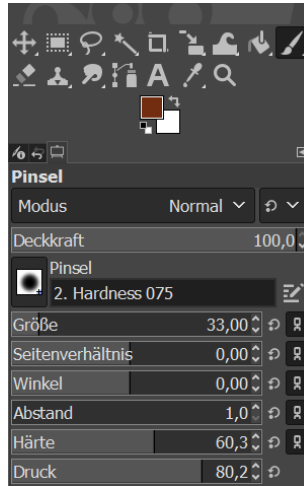 Pinsel
Modus Normal
Deckkraft 100,0
Pinsel
2. Hardness 075
Größe 33,00
Seitenverhältnis 0,00
Winkel 0,00
Abstand 1,0
Härte 60,3
Druck 80,2